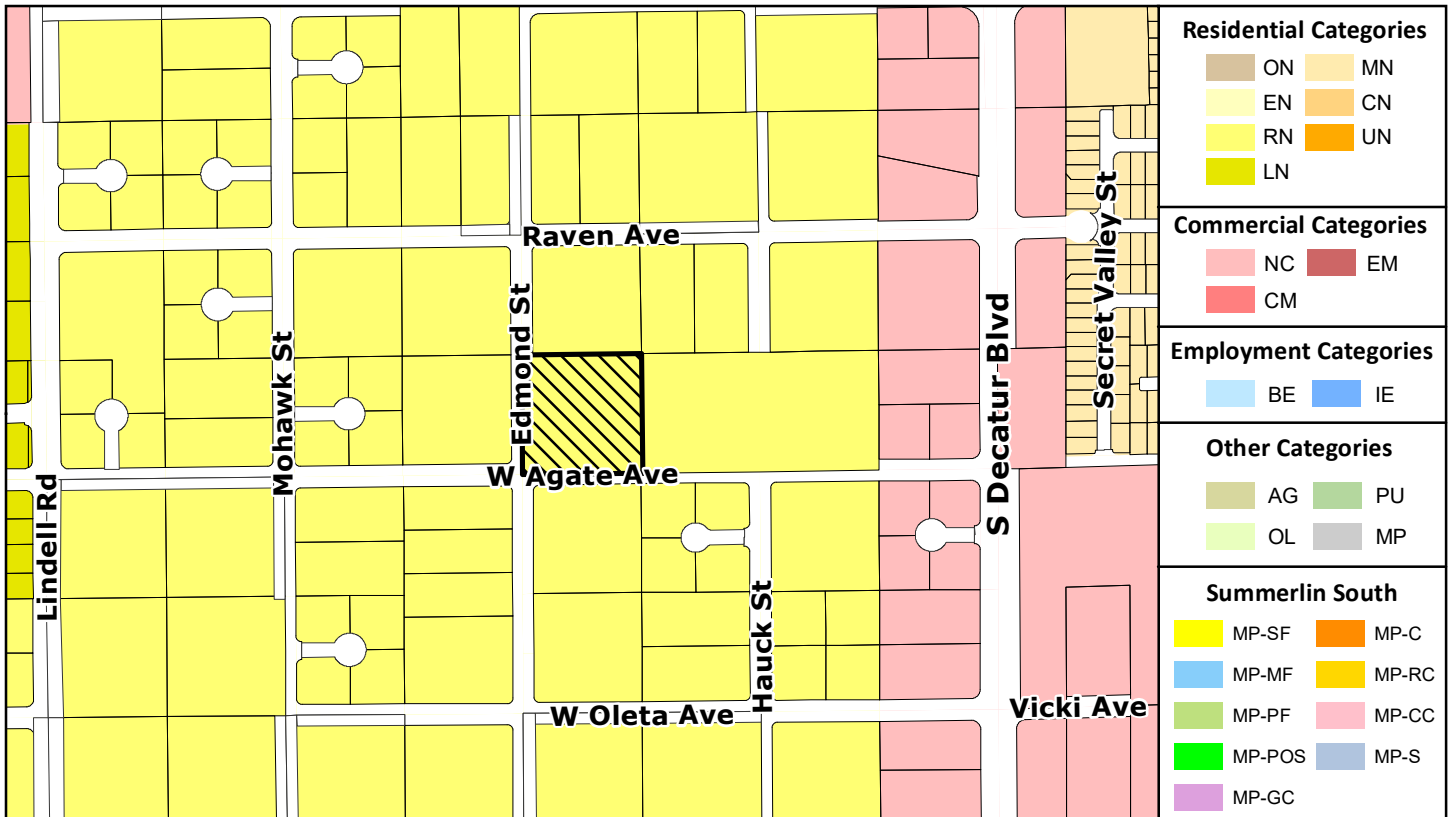 Raven Ave
Edmond St
Mohawk St
W Agate Ave
Lindell Rd
Hauck St
W Oleta Ave
S Decatur Blvd
Secret Valley St
Vicki Ave
Residential Categories
ON MN
EN CN
RN UN
LN
Commercial Categories
NC EM
CM
Employment Categories
BE IE
Other Categories
AG PU
OL MP
Summerlin South
MP-SF MP-C
MP-MF MP-RC
MP-PF MP-CC
MP-POS MP-S
MP-GC